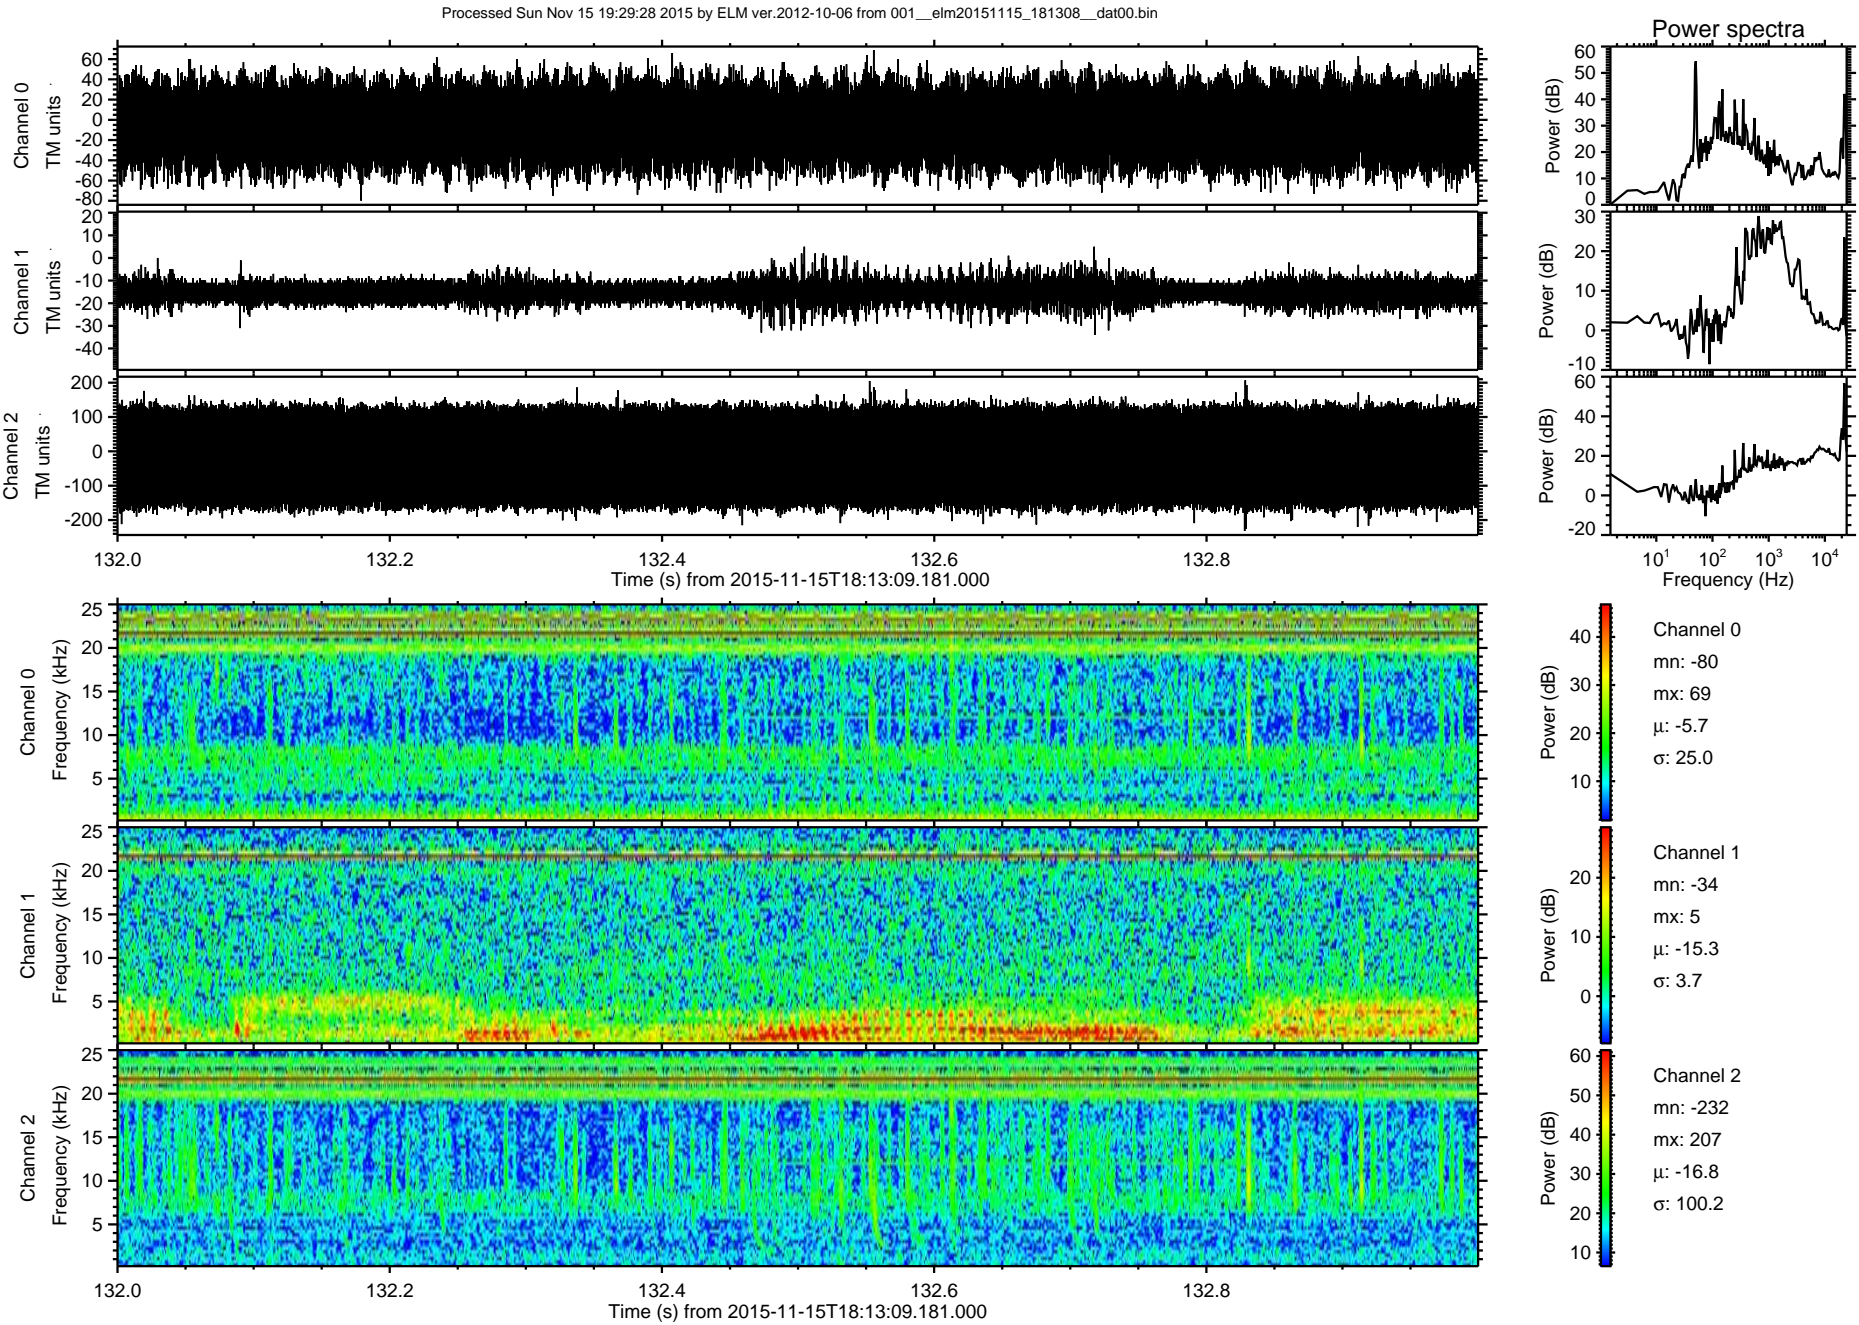 Processed Sun Nov 15 19:29:28 2015 by ELM ver.2012-10-06 from 001__elm20151115_181308__dat00.bin
Power spectra
Channel 0
TM units
60
40
20
0
-20
-40
-60
-80
Power (dB)
60
50
40
30
20
10
0
Channel 1
TM units
20
10
0
-10
-20
-30
-40
Power (dB)
30
20
10
0
-10
Channel 2
TM units
200
100
0
-100
-200
Power (dB)
60
40
20
0
-20
132.0 132.2 132.4 132.6 132.8
Time (s) from 2015-11-15T18:13:09.181.000
10¹ 10² 10³ 10⁴
Frequency (Hz)
Channel 0
Frequency (kHz)
25
20
15
10
5
Power (dB)
40
30
20
10
Channel 0
mn: -80
mx: 69
μ: -5.7
σ: 25.0
Channel 1
Frequency (kHz)
25
20
15
10
5
Power (dB)
20
10
0
Channel 1
mn: -34
mx: 5
μ: -15.3
σ: 3.7
Channel 2
Frequency (kHz)
25
20
15
10
5
Power (dB)
60
50
40
30
20
10
Channel 2
mn: -232
mx: 207
μ: -16.8
σ: 100.2
132.0 132.2 132.4 132.6 132.8
Time (s) from 2015-11-15T18:13:09.181.000